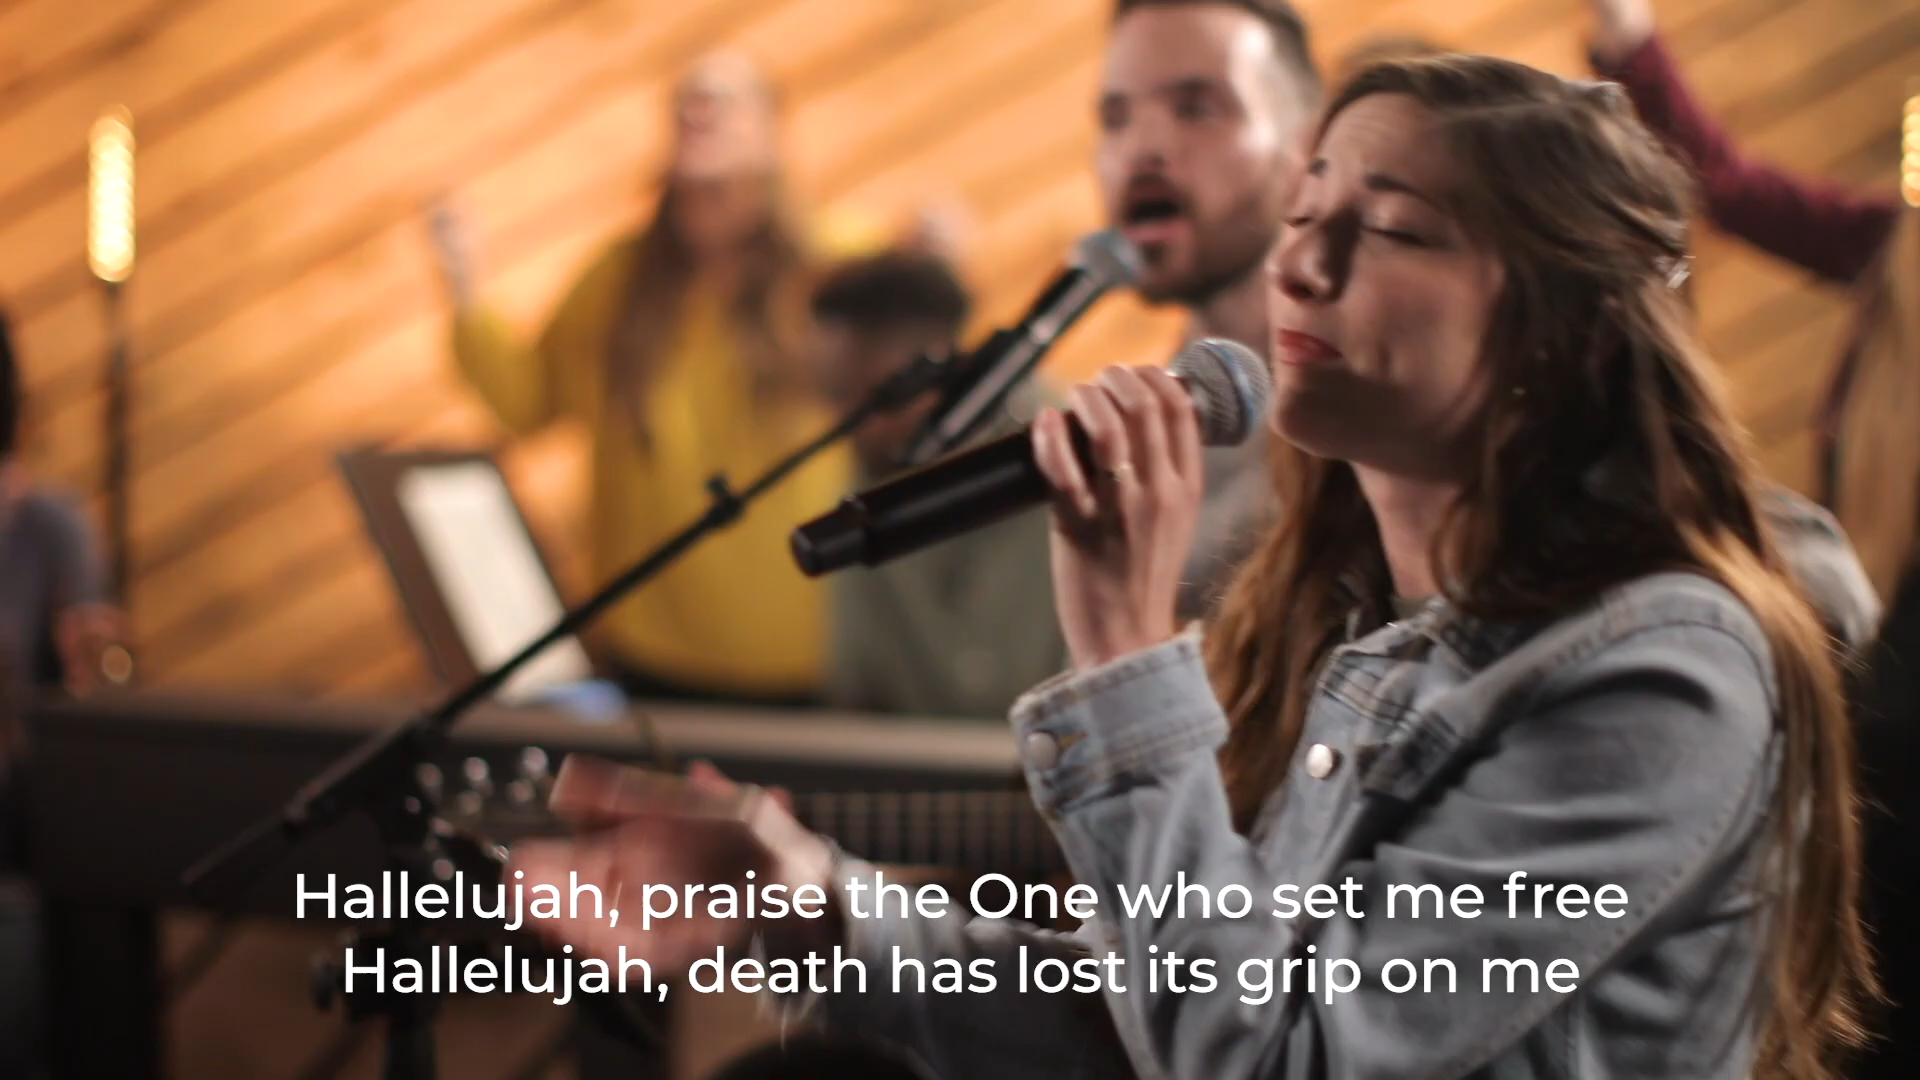 Hallelujah, praise the One who set me free
Hallelujah, death has lost its grip on me